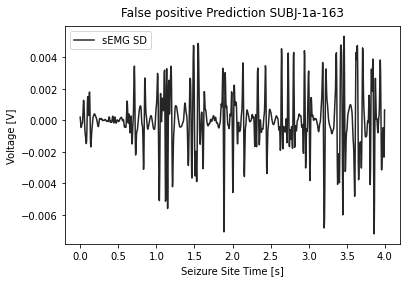 False positive Prediction SUBJ-1a-163
sEMG SD
Voltage [V]
0.004
0.002
0.000
−0.002
−0.004
−0.006
0.0 0.5 1.0 1.5 2.0 2.5 3.0 3.5 4.0
Seizure Site Time [s]